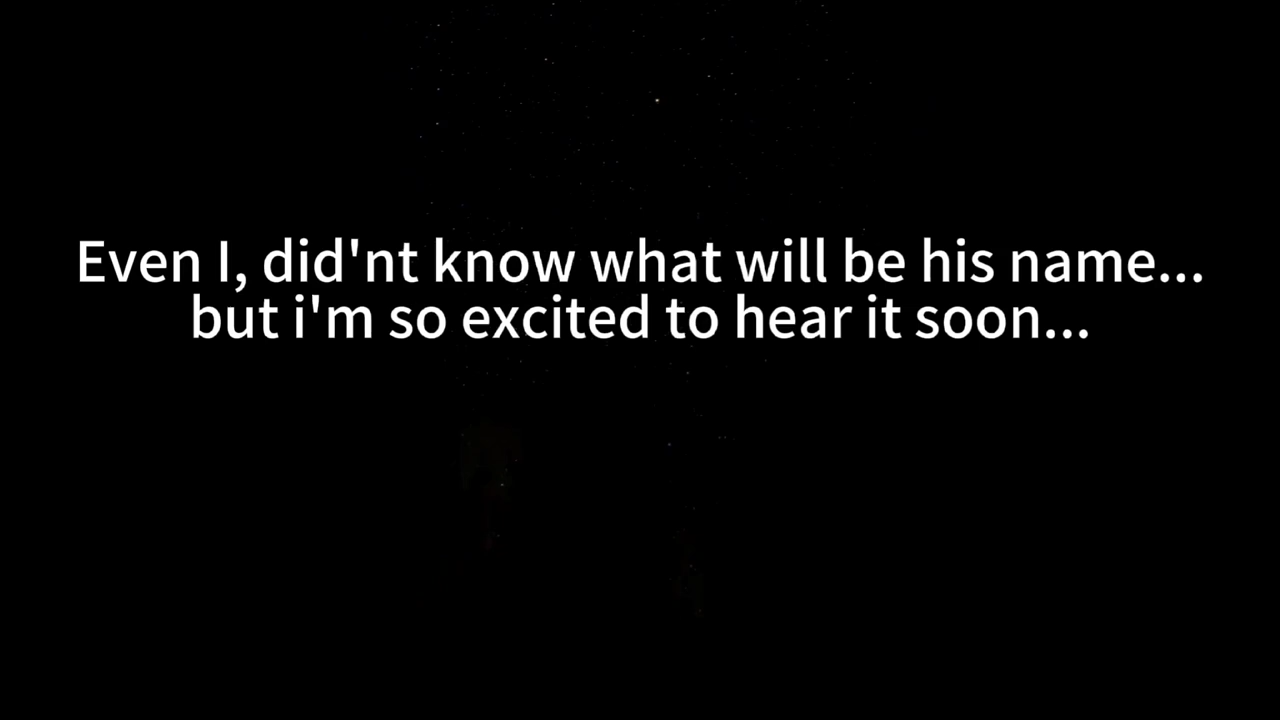 Even I, did'nt know what will be his name...
but i'm so excited to hear it soon...